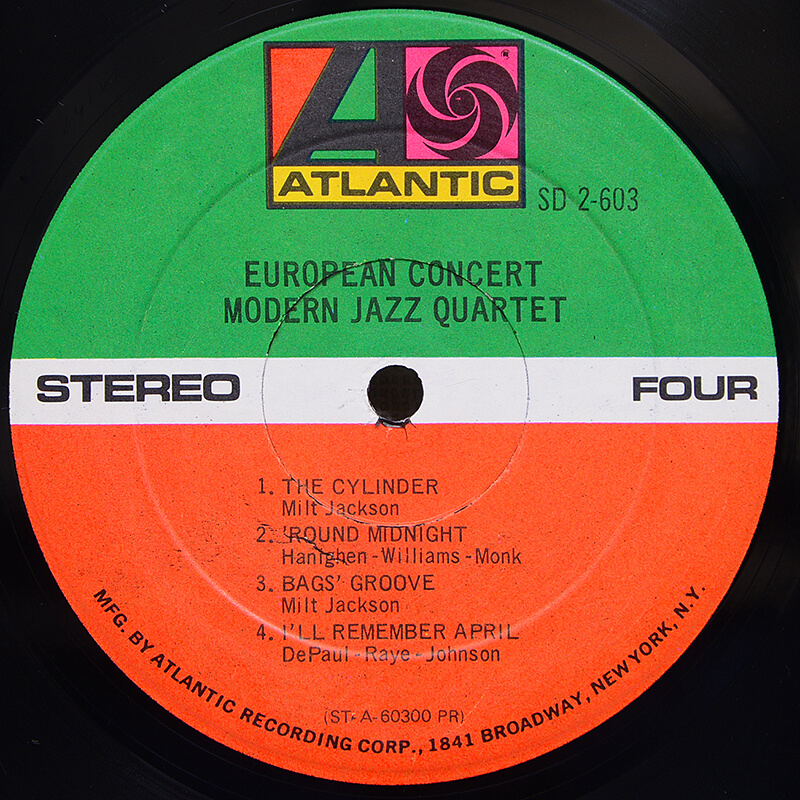 ATLANTIC
SD 2-603
EUROPEAN CONCERT
MODERN JAZZ QUARTET
STEREO FOUR
1. THE CYLINDER
Milt Jackson
2. 'ROUND MIDNIGHT
Hanighen-Williams-Monk
3. BAGS' GROOVE
Milt Jackson
4. I'LL REMEMBER APRIL
DePaul-Raye-Johnson
(ST-A-60300 PR)
MFG. BY ATLANTIC RECORDING CORP., 1841 BROADWAY, NEW YORK, N.Y.